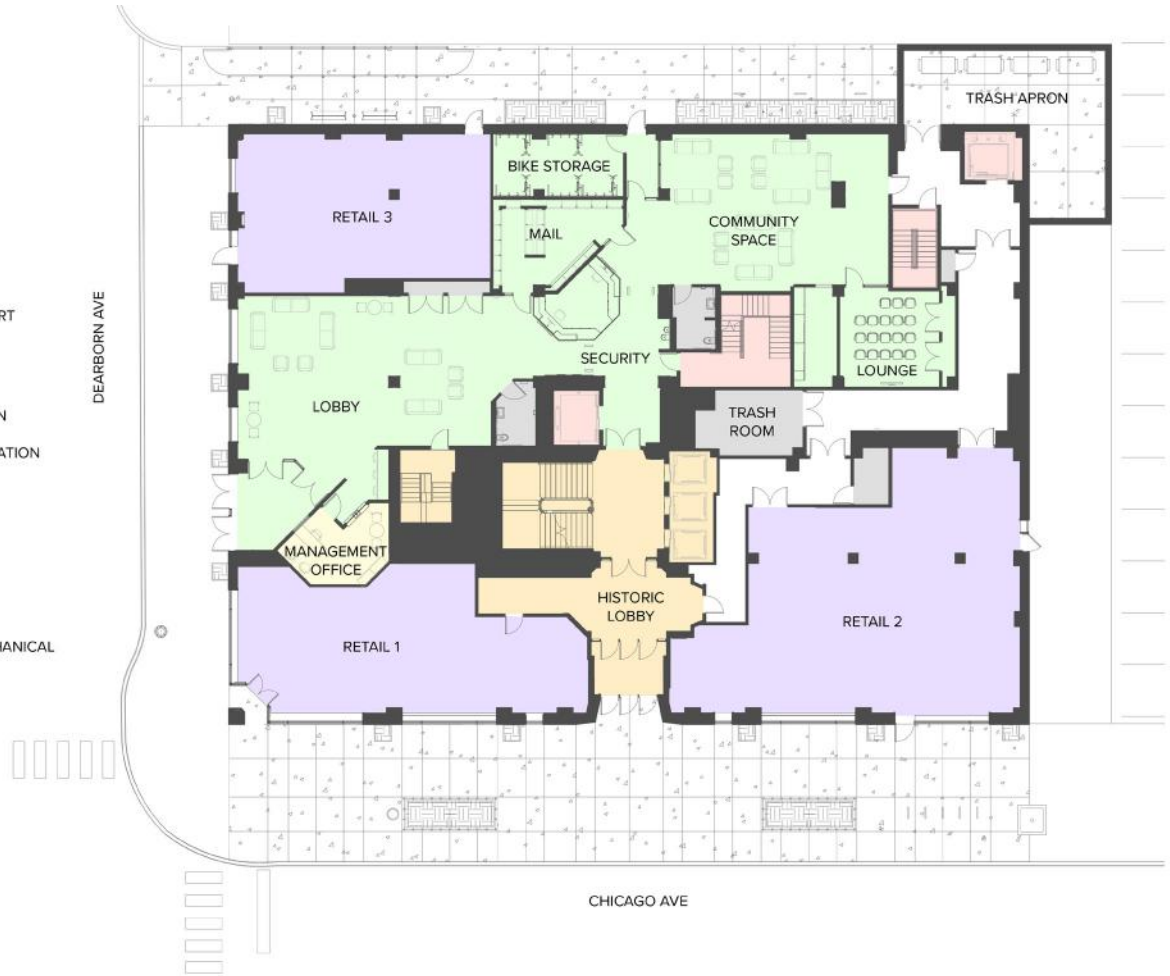 TRASH APRON
BIKE STORAGE
RETAIL 3
MAIL
COMMUNITY
SPACE
DEARBORN AVE
RT
SECURITY
LOUNGE
LOBBY
TRASH
ROOM
N
ATION
MANAGEMENT
OFFICE
HISTORIC
LOBBY
RETAIL 1
RETAIL 2
HANICAL
CHICAGO AVE